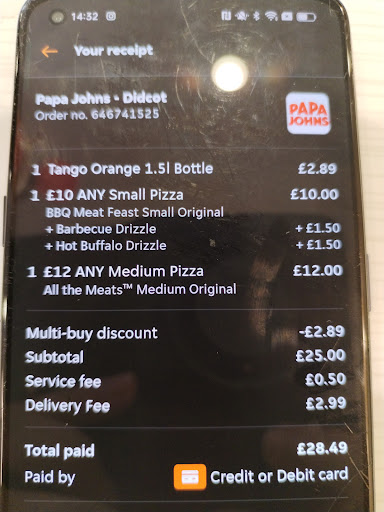 14:32
Your receipt
Papa Johns - Didcot
Order no. 646741525
PAPA
JOHNS
1 Tango Orange 1.5l Bottle £2.89
1 £10 ANY Small Pizza £10.00
BBQ Meat Feast Small Original
+ Barbecue Drizzle + £1.50
+ Hot Buffalo Drizzle + £1.50
1 £12 ANY Medium Pizza £12.00
All the Meats™ Medium Original
Multi-buy discount -£2.89
Subtotal £25.00
Service fee £0.50
Delivery Fee £2.99
Total paid £28.49
Paid by Credit or Debit card